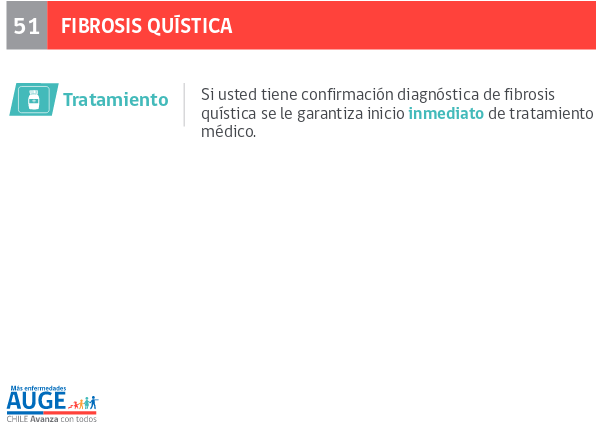 51 FIBROSIS QUÍSTICA
Tratamiento
Si usted tiene confirmación diagnóstica de fibrosis
quística se le garantiza inicio inmediato de tratamiento
médico.
Más enfermedades
AUGE
CHILE Avanza con todos